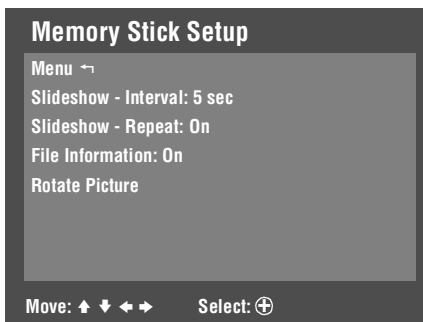 Memory Stick Setup
Menu ↰
Slideshow - Interval: 5 sec
Slideshow - Repeat: On
File Information: On
Rotate Picture
Move: ↑ ↓ ← → Select: ⊕